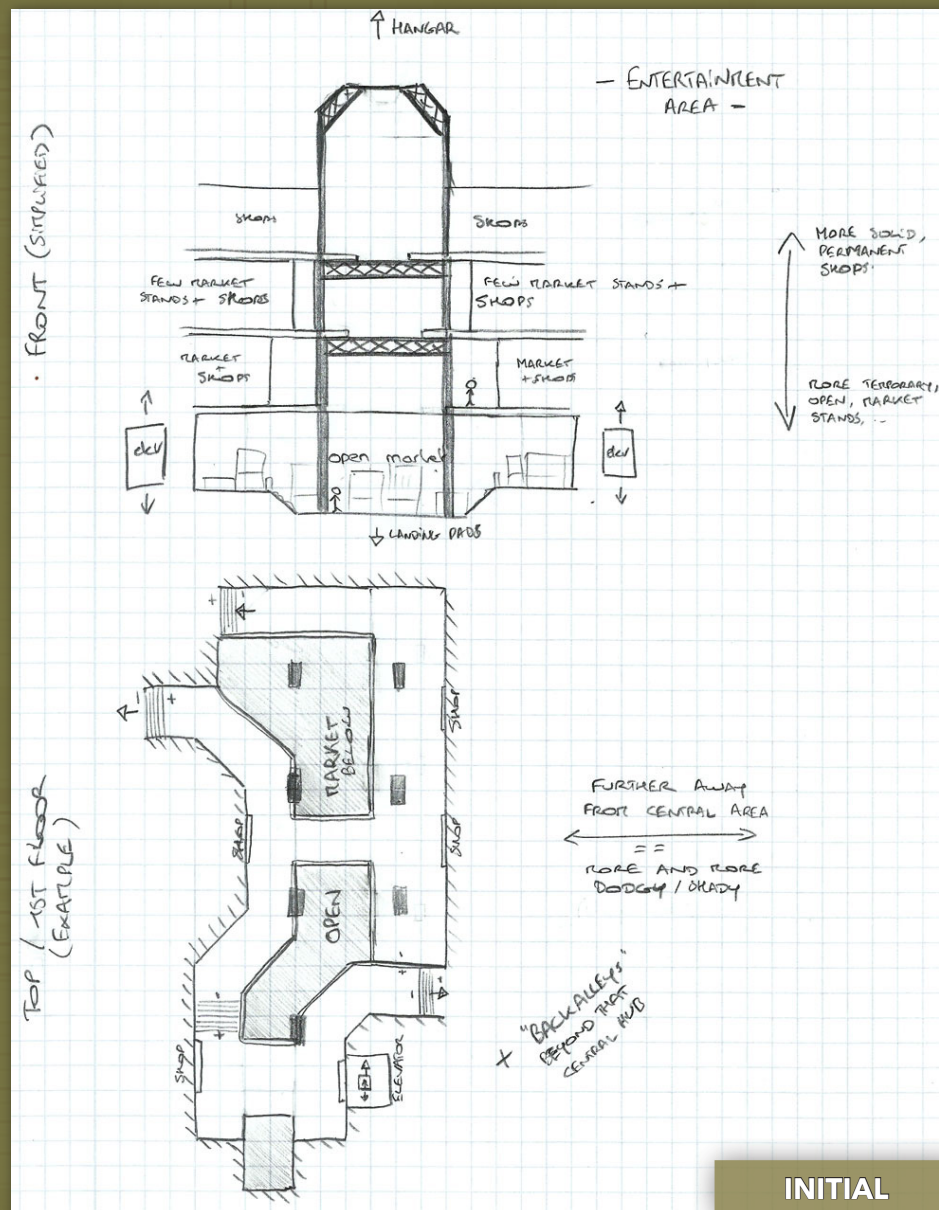 HANGAR
- ENTERTAINMENT
AREA -
FRONT (SIMPLIFIED)
SHOPS
SHOPS
MORE SOLID,
PERMANENT
SHOPS.
FEW MARKET
STANDS + SHOPS
FEW MARKET STANDS +
SHOPS
MARKET
+
SHOPS
MARKET
+ SHOPS
MORE TEMPORARY,
OPEN, MARKET
STANDS, ...
elev
open market
elev
LANDING PADS
TOP / 1ST FLOOR
(EXAMPLE)
+ -
- +
MARKET
BELOW
SHOP
SHOP
SHOP
OPEN
FURTHER AWAY
FROM CENTRAL AREA
==
MORE AND MORE
DODGY / SHADY
+ -
- -
- +
SHOP
ELEVATOR
+ "BACKALLEYS"
BEYOND THAT
CENTRAL HUB
INITIAL